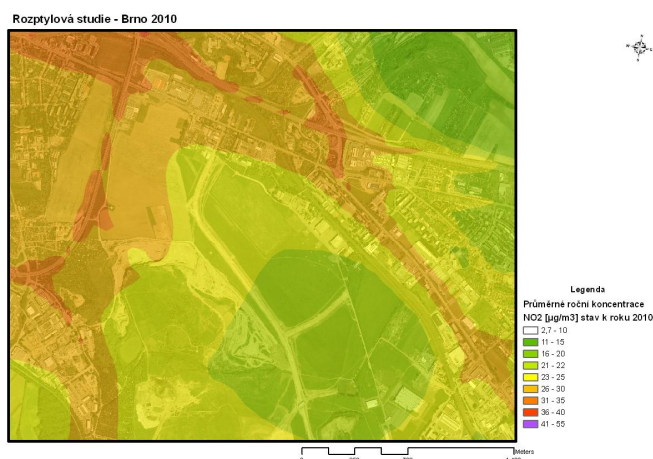 Rozptylová studie - Brno 2010
Legenda
Průměrné roční koncentrace
NO2 [µg/m3] stav k roku 2010
2,7 - 10
11 - 15
16 - 20
21 - 22
23 - 25
26 - 30
31 - 35
36 - 40
41 - 55
Meters